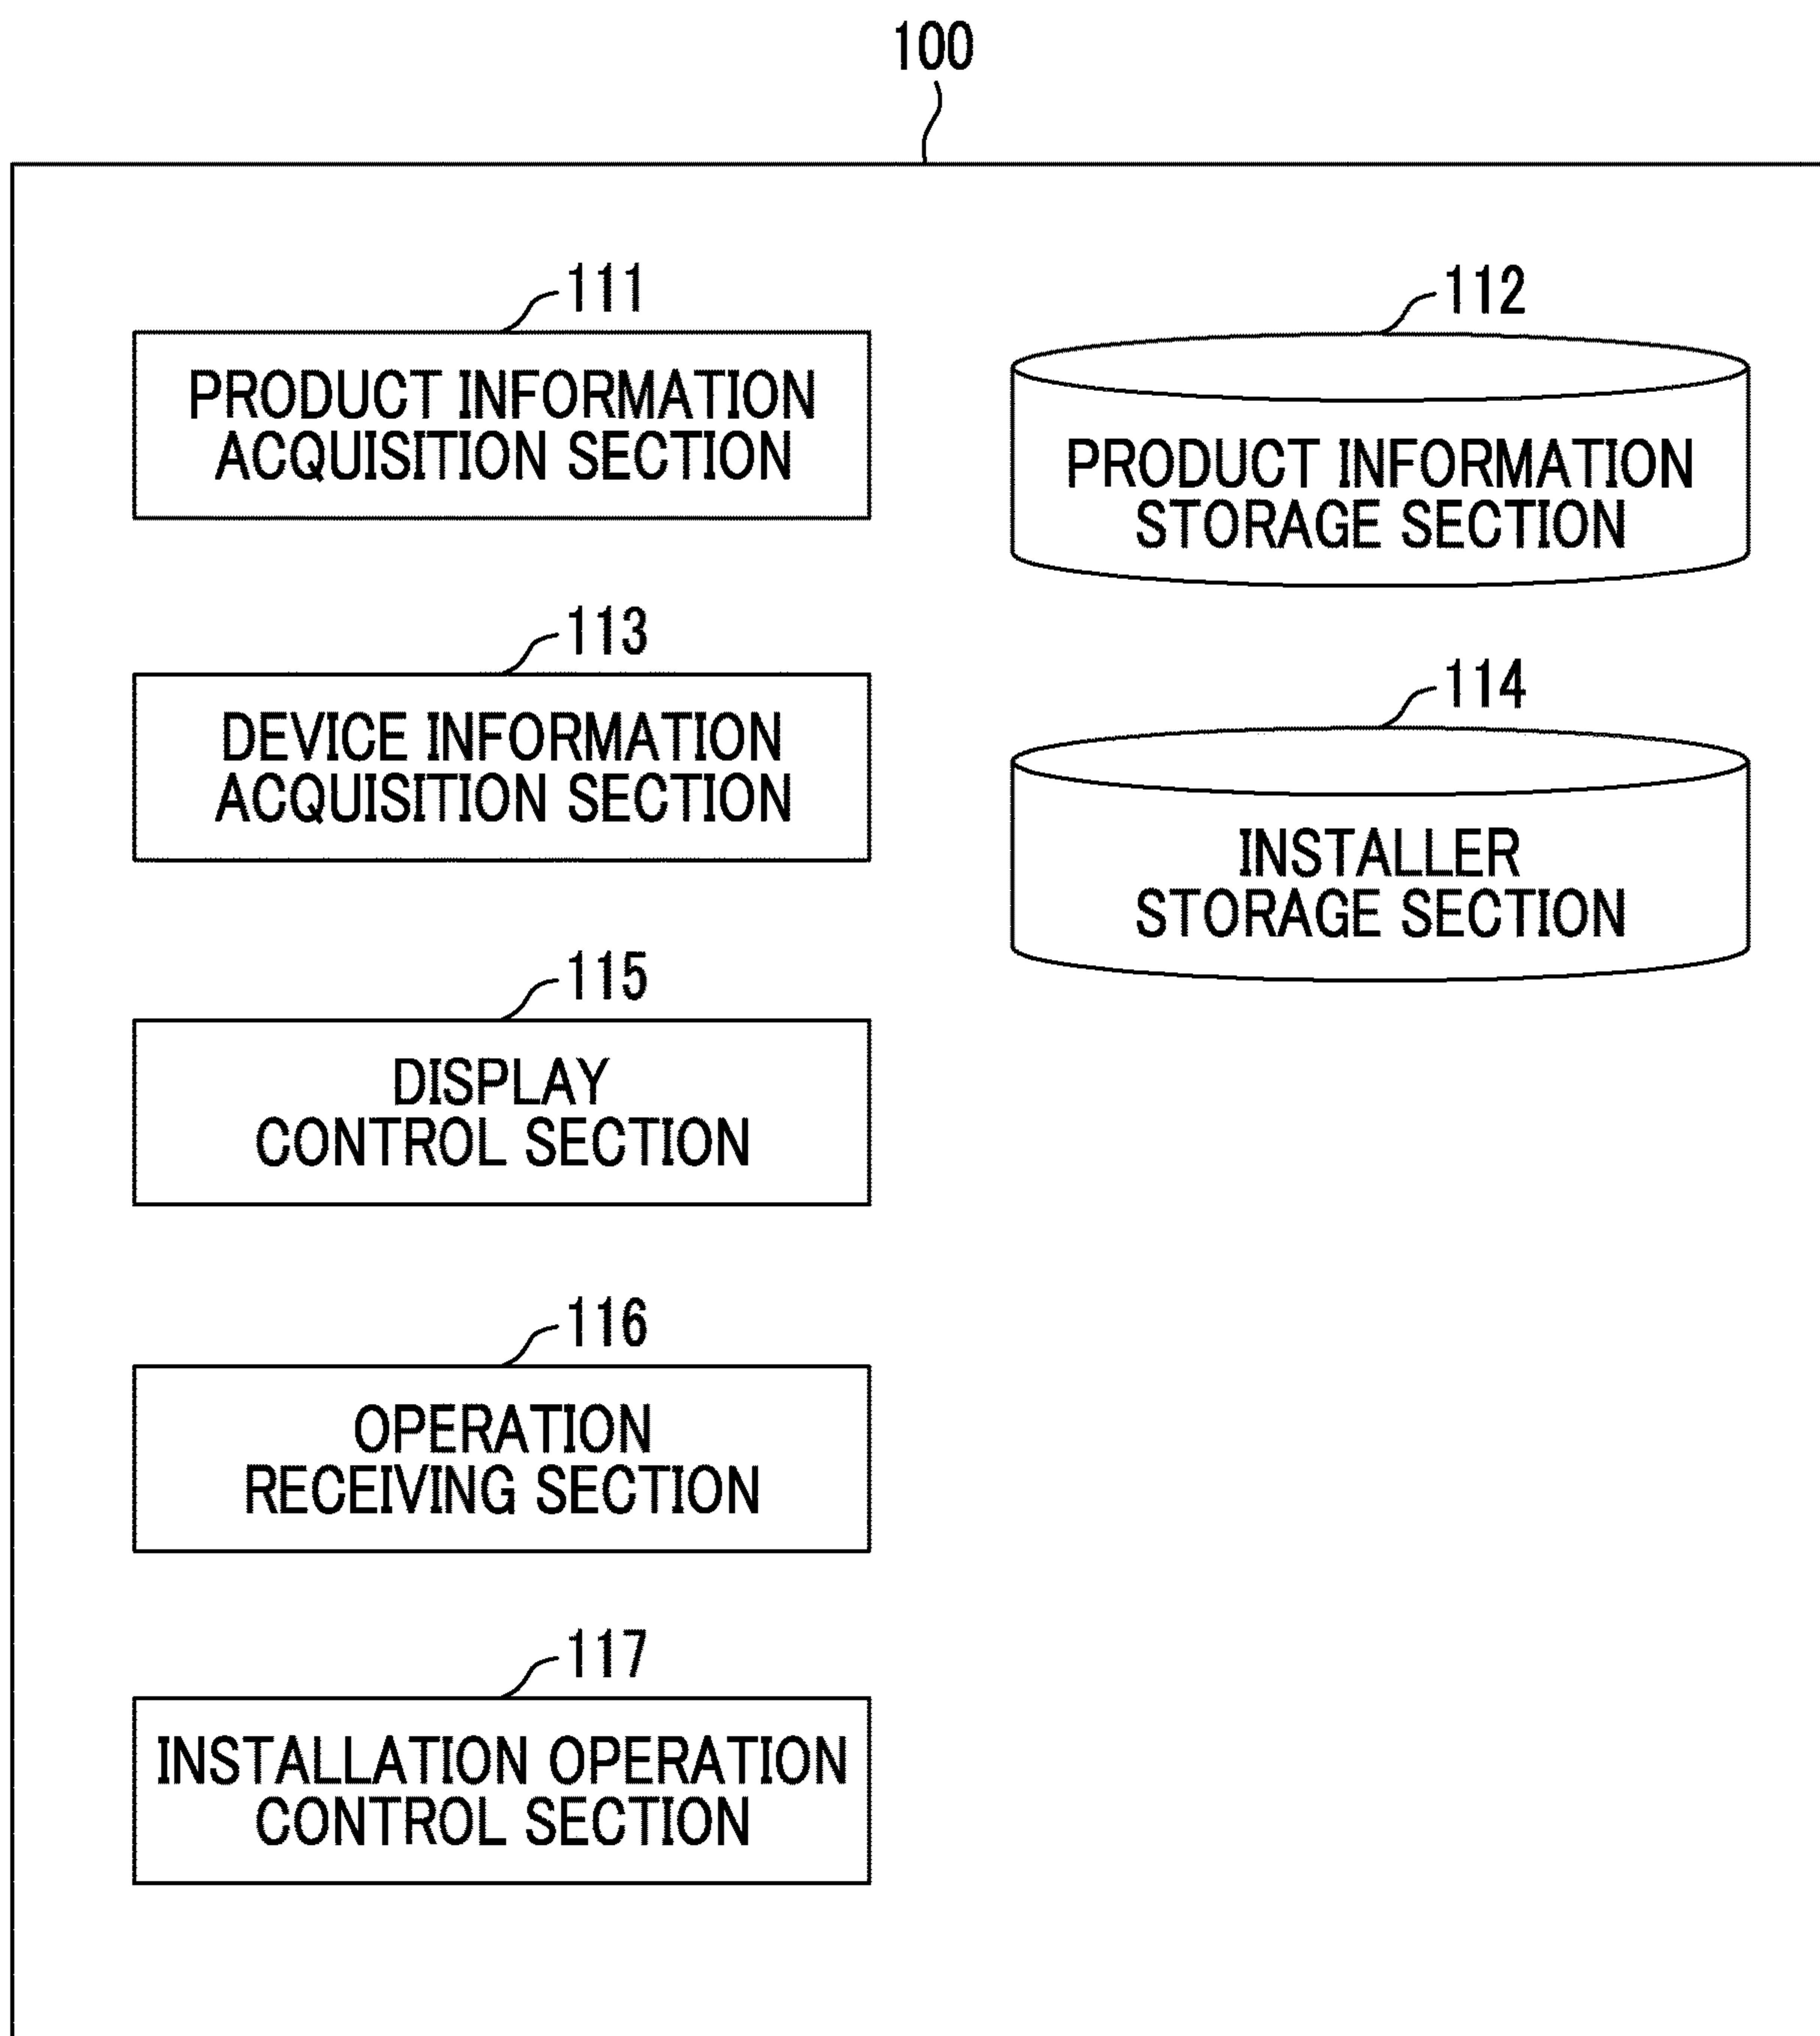 100
111
PRODUCT INFORMATION
ACQUISITION SECTION
112
PRODUCT INFORMATION
STORAGE SECTION
113
DEVICE INFORMATION
ACQUISITION SECTION
114
INSTALLER
STORAGE SECTION
115
DISPLAY
CONTROL SECTION
116
OPERATION
RECEIVING SECTION
117
INSTALLATION OPERATION
CONTROL SECTION